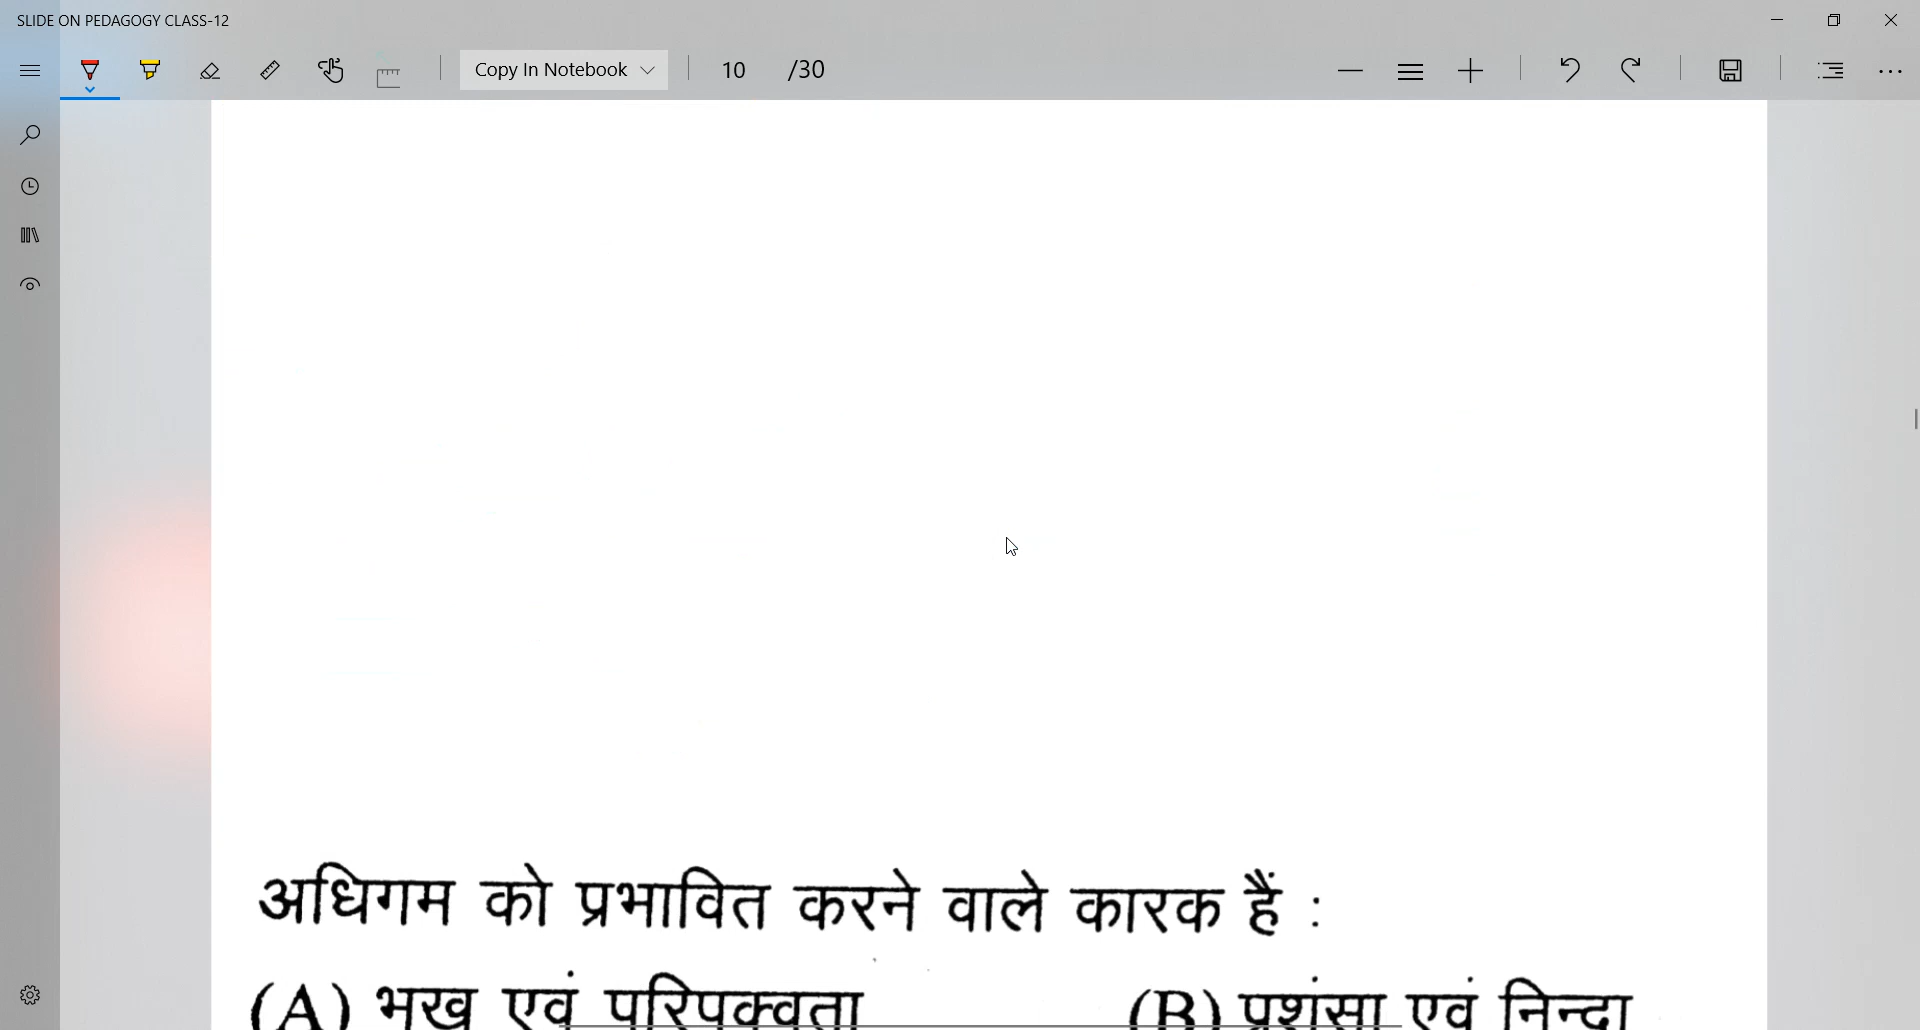 SLIDE ON PEDAGOGY CLASS-12
Copy In Notebook
10 /30
अधिगम को प्रभावित करने वाले कारक हैं :
(A) भूख एवं परिपक्वता (B) प्रशंसा एवं निन्दा